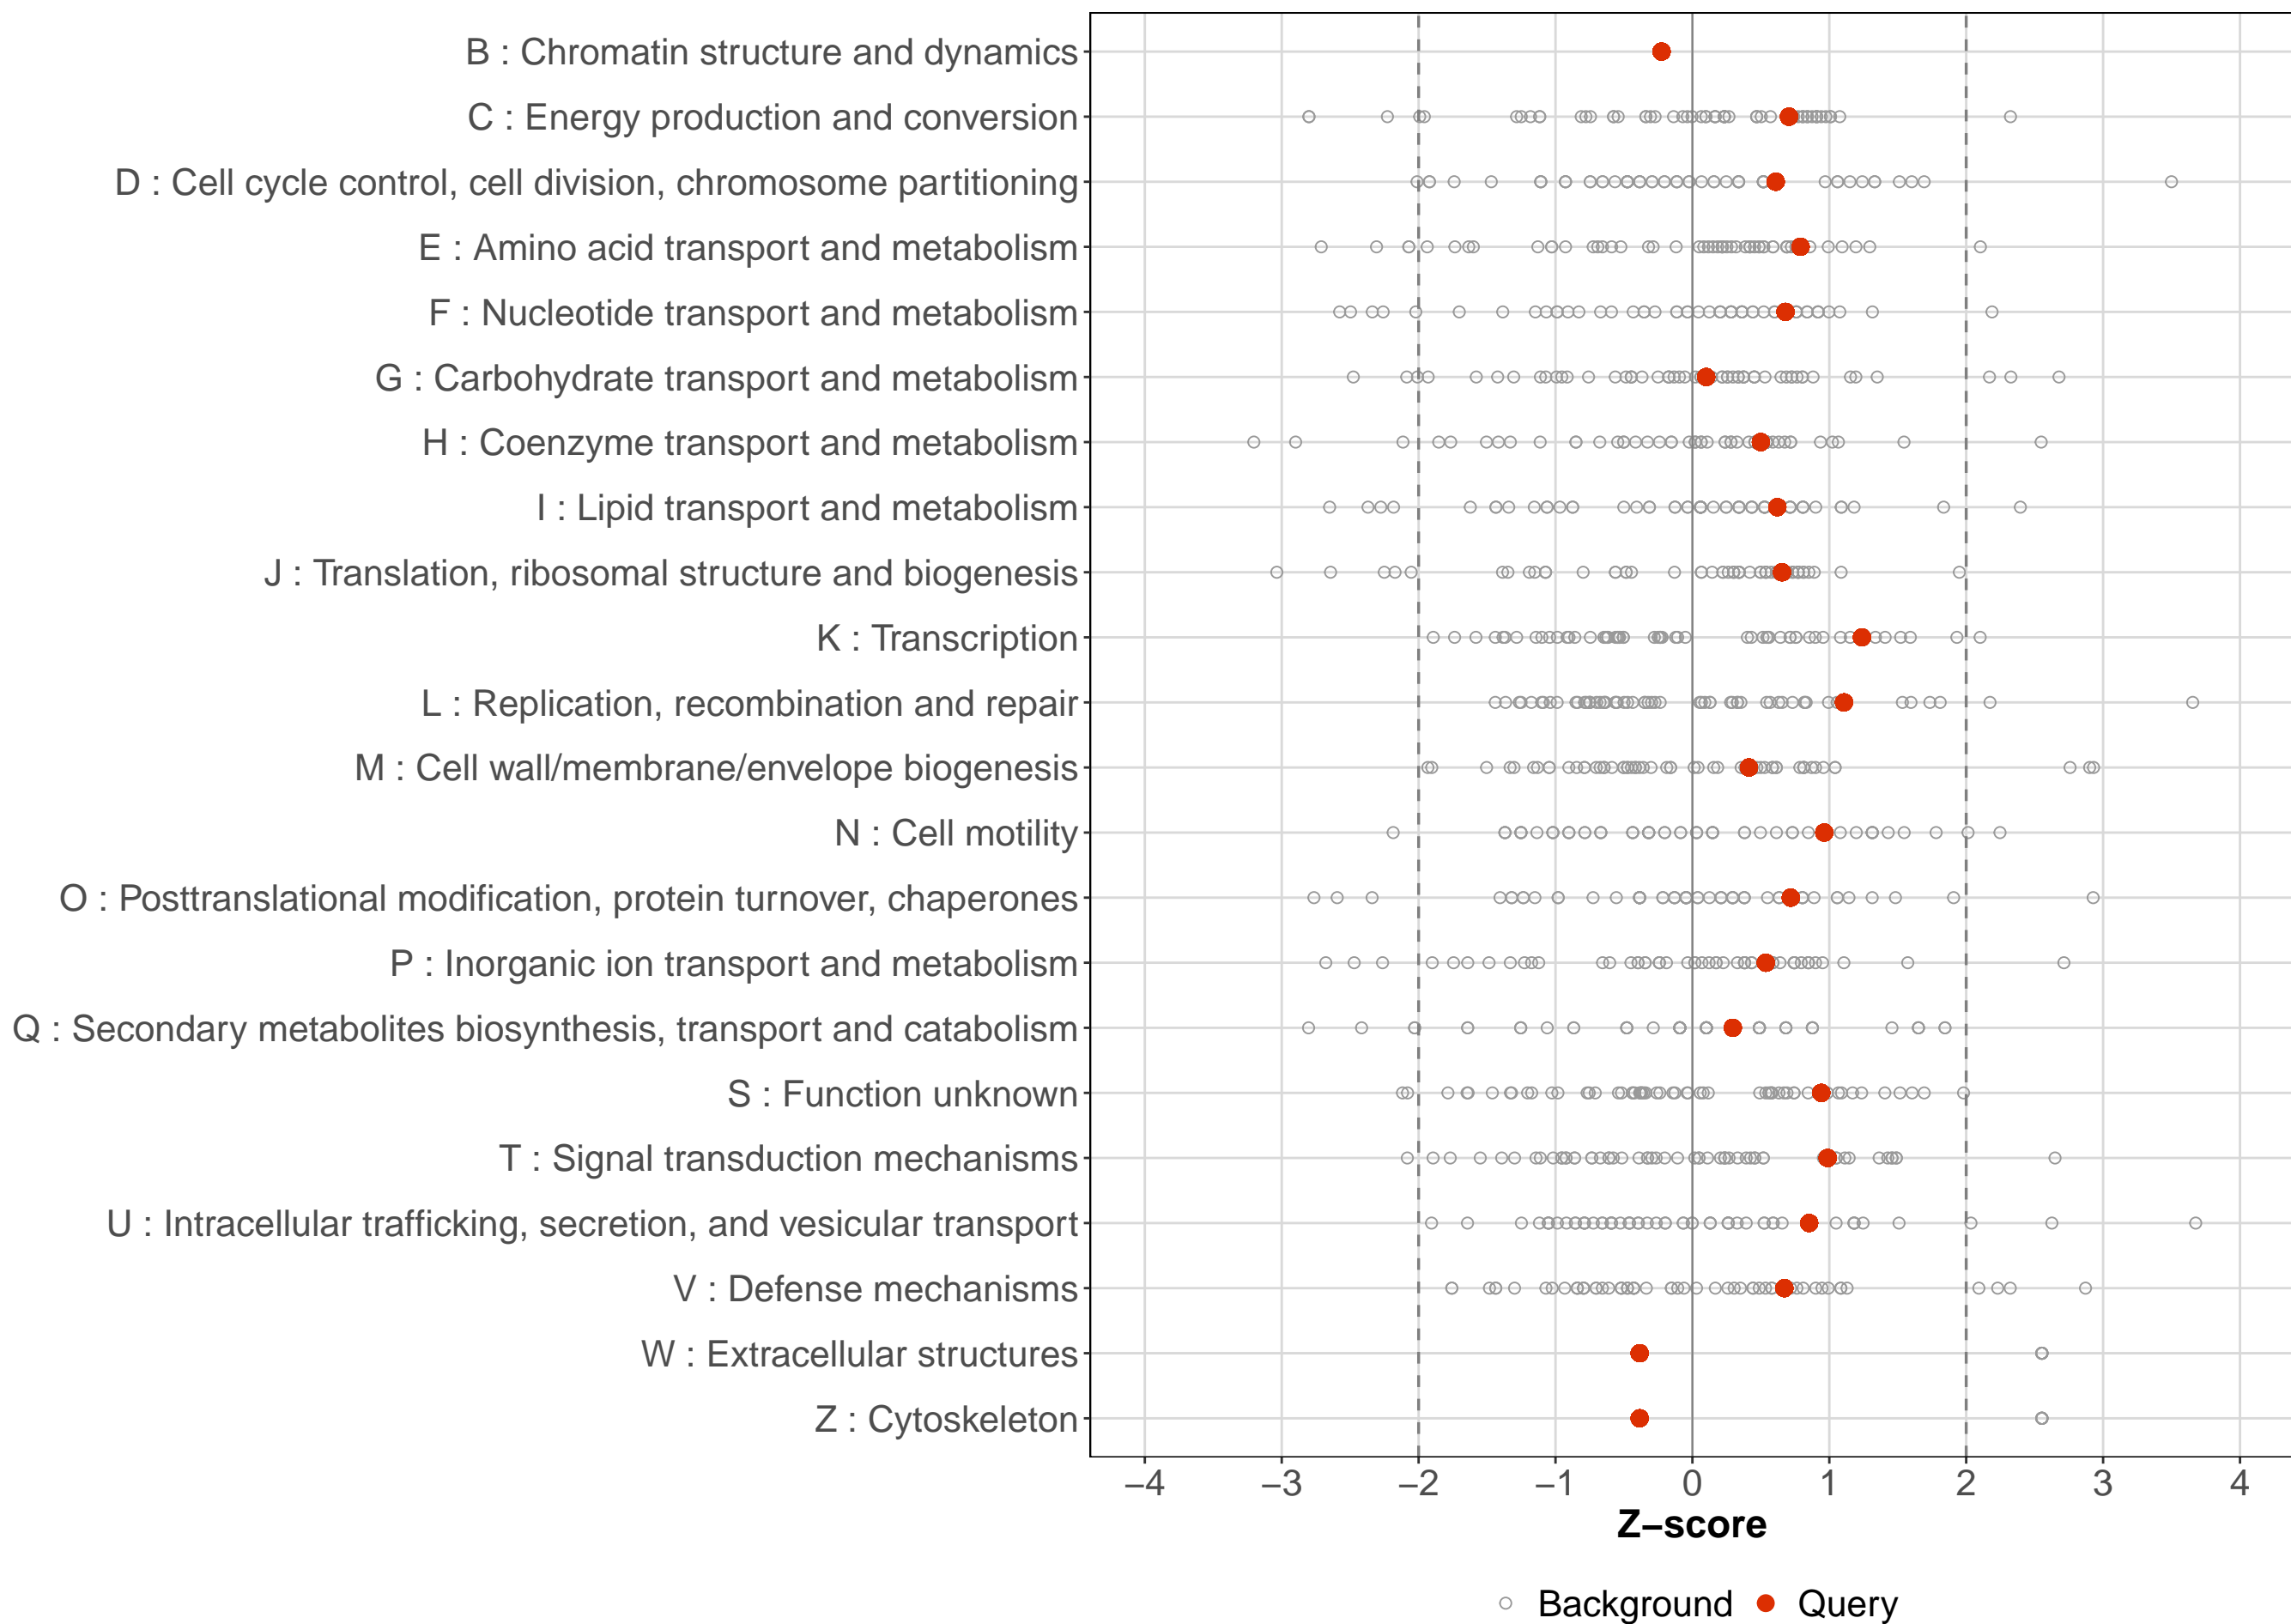 B : Chromatin structure and dynamics
C : Energy production and conversion
D : Cell cycle control, cell division, chromosome partitioning
E : Amino acid transport and metabolism
F : Nucleotide transport and metabolism
G : Carbohydrate transport and metabolism
H : Coenzyme transport and metabolism
I : Lipid transport and metabolism
J : Translation, ribosomal structure and biogenesis
K : Transcription
L : Replication, recombination and repair
M : Cell wall/membrane/envelope biogenesis
N : Cell motility
O : Posttranslational modification, protein turnover, chaperones
P : Inorganic ion transport and metabolism
Q : Secondary metabolites biosynthesis, transport and catabolism
S : Function unknown
T : Signal transduction mechanisms
U : Intracellular trafficking, secretion, and vesicular transport
V : Defense mechanisms
W : Extracellular structures
Z : Cytoskeleton
−4 −3 −2 −1 0 1 2 3 4
Z−score
Background Query